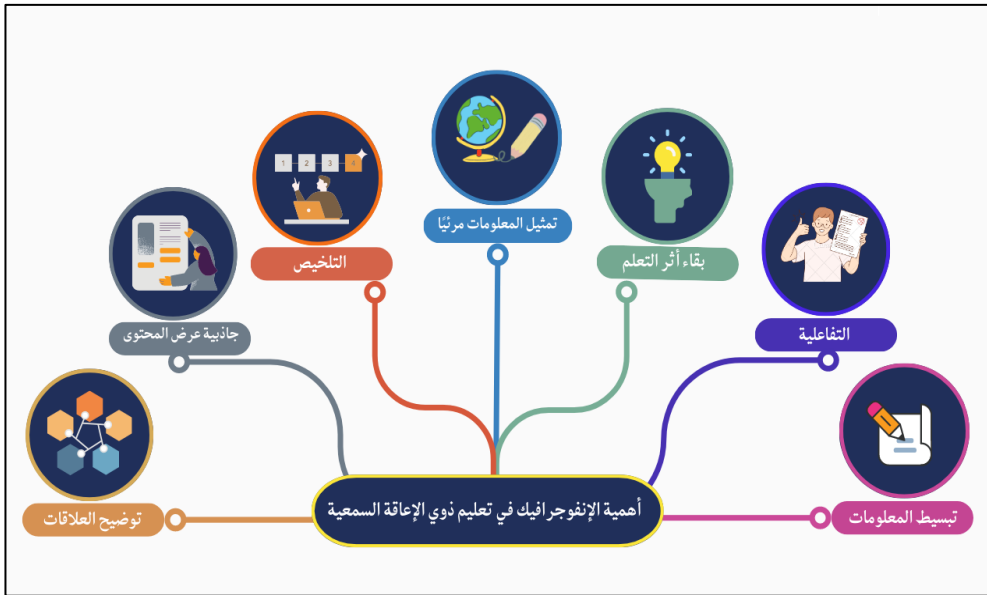 أهمية الإنفوجرافيك في تعليم ذوي الإعاقة السمعية
تبسيط المعلومات
التفاعلية
بقاء أثر التعلم
تمثيل المعلومات مرئيًا
التلخيص
1 2 3 4
جاذبية عرض المحتوى
توضيح العلاقات